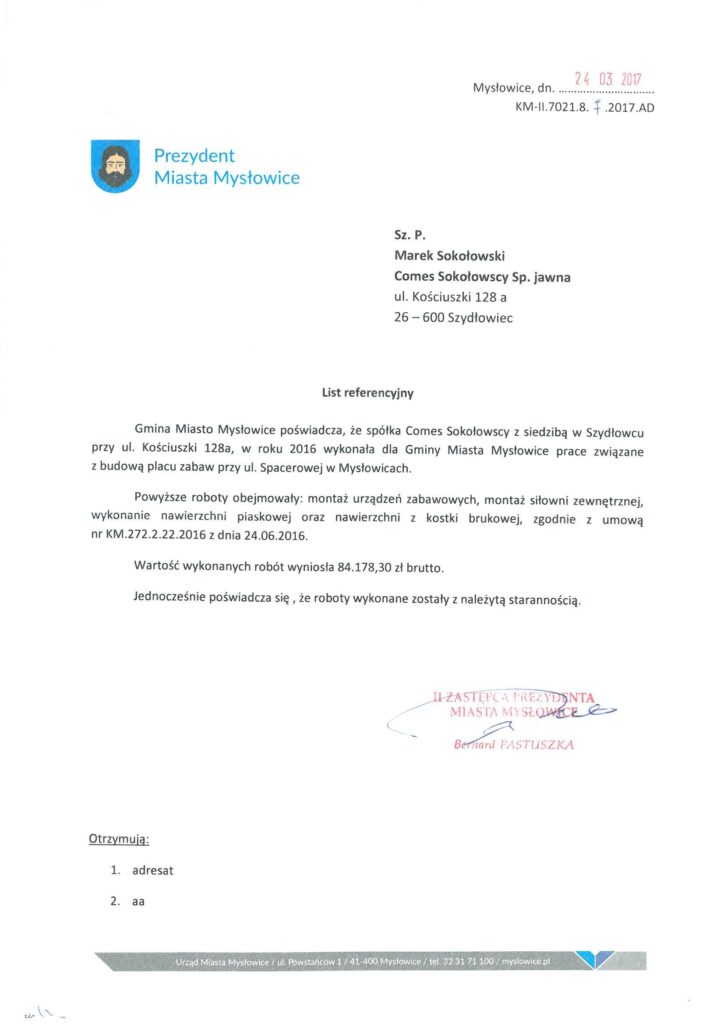 Mysłowice, dn. 24 03 2017
KM-II.7021.8. 7 .2017.AD
Prezydent
Miasta Mysłowice
Sz. P.
Marek Sokołowski
Comes Sokołowscy Sp. jawna
ul. Kościuszki 128 a
26 – 600 Szydłowiec
List referencyjny
Gmina Miasto Mysłowice poświadcza, że spółka Comes Sokołowscy z siedzibą w Szydłowcu
przy ul. Kościuszki 128a, w roku 2016 wykonała dla Gminy Miasta Mysłowice prace związane
z budową placu zabaw przy ul. Spacerowej w Mysłowicach.
Powyższe roboty obejmowały: montaż urządzeń zabawowych, montaż siłowni zewnętrznej,
wykonanie nawierzchni piaskowej oraz nawierzchni z kostki brukowej, zgodnie z umową
nr KM.272.2.22.2016 z dnia 24.06.2016.
Wartość wykonanych robót wyniosła 84.178,30 zł brutto.
Jednocześnie poświadcza się , że roboty wykonane zostały z należytą starannością.
II ZASTĘPCA PREZYDENTA
MIASTA MYSŁOWICE
Bernard PASTUSZKA
Otrzymują:
1. adresat
2. aa
Urząd Miasta Mysłowice / ul. Powstańców 1 / 41-400 Mysłowice / tel. 32 31 71 100 / myslowice.pl